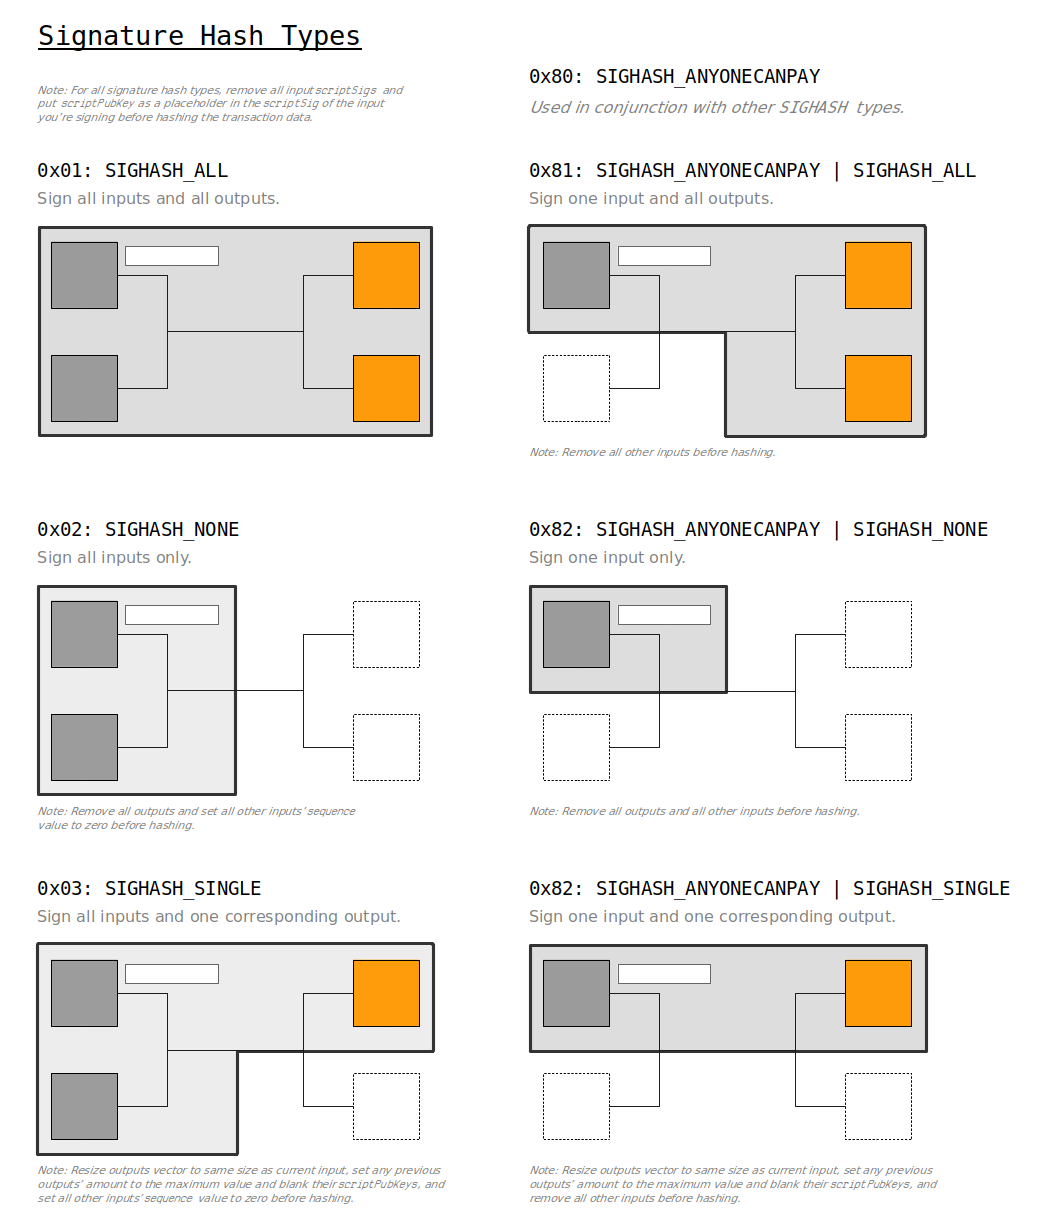 Signature Hash Types
Note: For all signature hash types, remove all input scriptSigs and
put scriptPubKey as a placeholder in the scriptSig of the input
you're signing before hashing the transaction data.
0x80: SIGHASH_ANYONECANPAY
Used in conjunction with other SIGHASH types.
0x01: SIGHASH_ALL
Sign all inputs and all outputs.
0x81: SIGHASH_ANYONECANPAY | SIGHASH_ALL
Sign one input and all outputs.
Note: Remove all other inputs before hashing.
0x02: SIGHASH_NONE
Sign all inputs only.
Note: Remove all outputs and set all other inputs' sequence
value to zero before hashing.
0x82: SIGHASH_ANYONECANPAY | SIGHASH_NONE
Sign one input only.
Note: Remove all outputs and all other inputs before hashing.
0x03: SIGHASH_SINGLE
Sign all inputs and one corresponding output.
Note: Resize outputs vector to same size as current input, set any previous
outputs' amount to the maximum value and blank their scriptPubKeys, and
set all other inputs' sequence value to zero before hashing.
0x82: SIGHASH_ANYONECANPAY | SIGHASH_SINGLE
Sign one input and one corresponding output.
Note: Resize outputs vector to same size as current input, set any previous
outputs' amount to the maximum value and blank their scriptPubKeys, and
remove all other inputs before hashing.